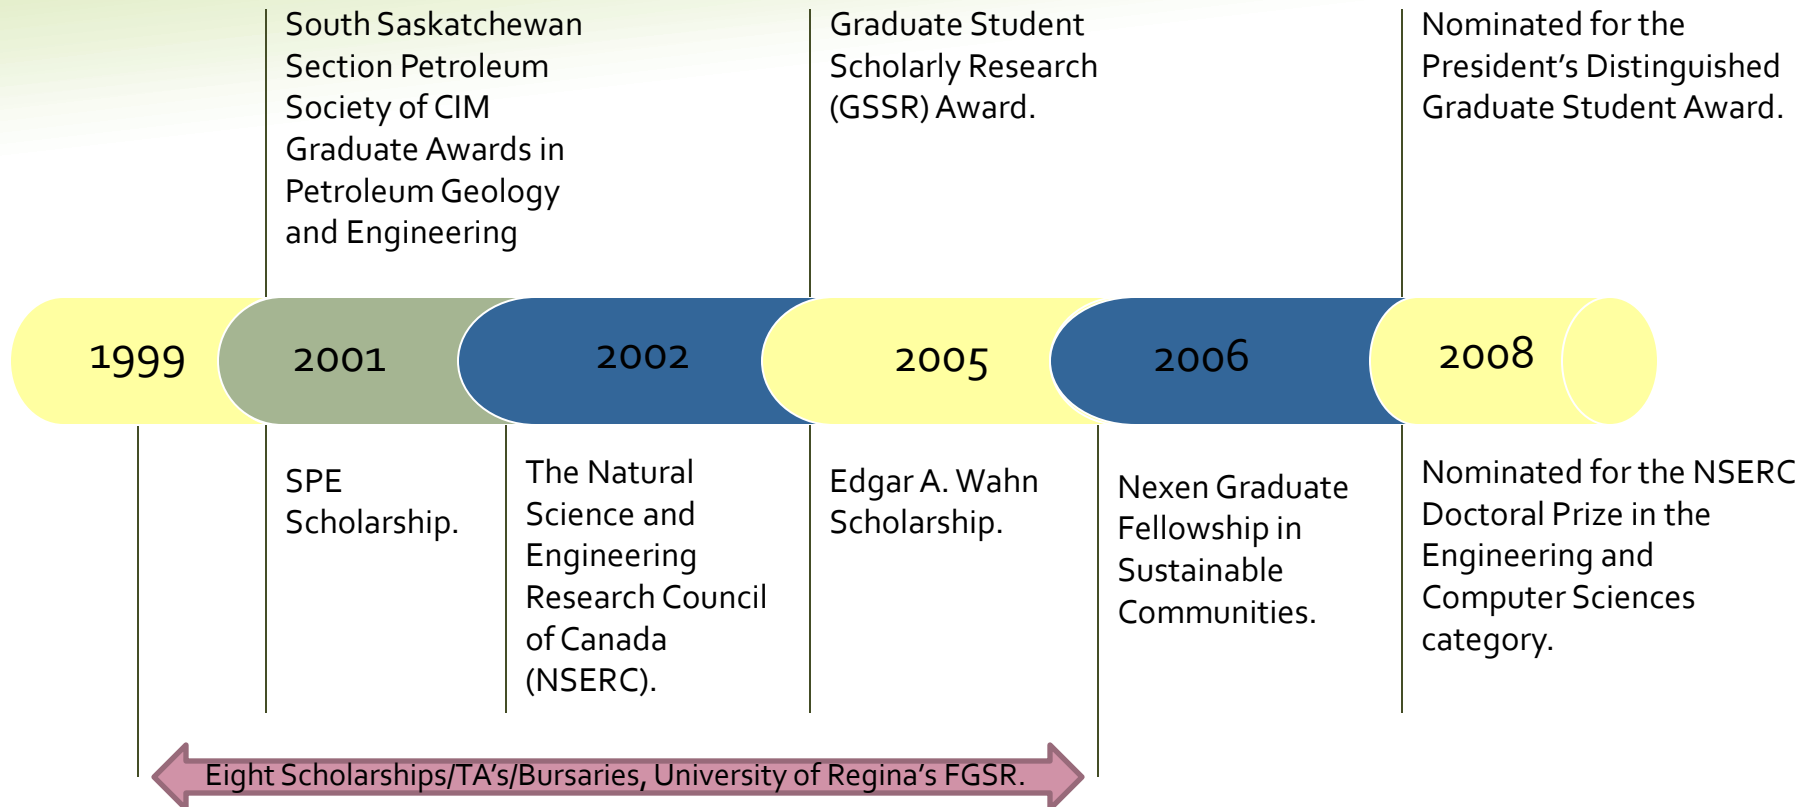 South Saskatchewan
Section Petroleum
Society of CIM
Graduate Awards in
Petroleum Geology
and Engineering
Graduate Student
Scholarly Research
(GSSR) Award.
Nominated for the
President’s Distinguished
Graduate Student Award.
1999
2001
2002
2005
2006
2008
SPE
Scholarship.
The Natural
Science and
Engineering
Research Council
of Canada
(NSERC).
Edgar A. Wahn
Scholarship.
Nexen Graduate
Fellowship in
Sustainable
Communities.
Nominated for the NSERC
Doctoral Prize in the
Engineering and
Computer Sciences
category.
Eight Scholarships/TA’s/Bursaries, University of Regina’s FGSR.